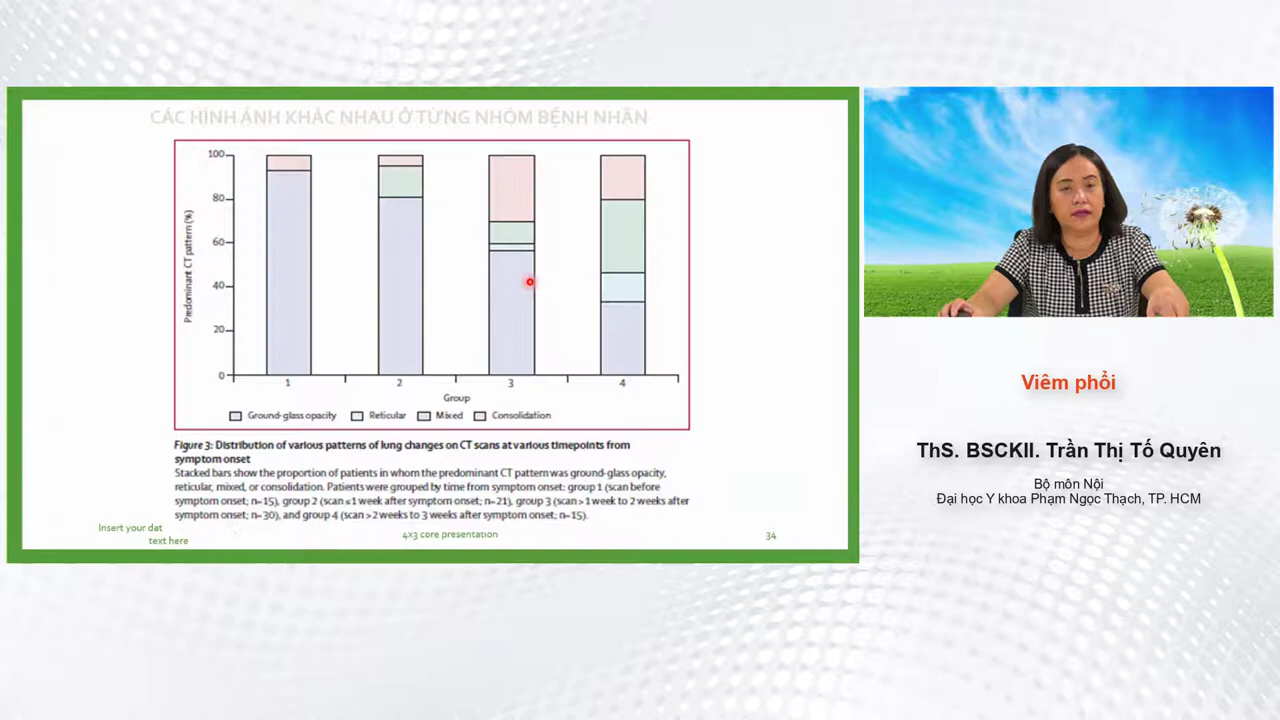 CÁC HÌNH ẢNH KHÁC NHAU Ở TỪNG NHÓM BỆNH NHÂN
100
80
60
40
20
0
Predominant CT pattern (%)
1 2 3 4
Group
Ground-glass opacity Reticular Mixed Consolidation
Figure 3: Distribution of various patterns of lung changes on CT scans at various timepoints from
symptom onset
Stacked bars show the proportion of patients in whom the predominant CT pattern was ground-glass opacity,
reticular, mixed, or consolidation. Patients were grouped by time from symptom onset: group 1 (scan before
symptom onset; n=15), group 2 (scan ≤1 week after symptom onset; n=21), group 3 (scan >1 week to 2 weeks after
symptom onset; n=30), and group 4 (scan >2 weeks to 3 weeks after symptom onset; n=15).
Insert your dat
text here
4x3 core presentation
34
Viêm phổi
ThS. BSCKII. Trần Thị Tố Quyên
Bộ môn Nội
Đại học Y khoa Phạm Ngọc Thạch, TP. HCM